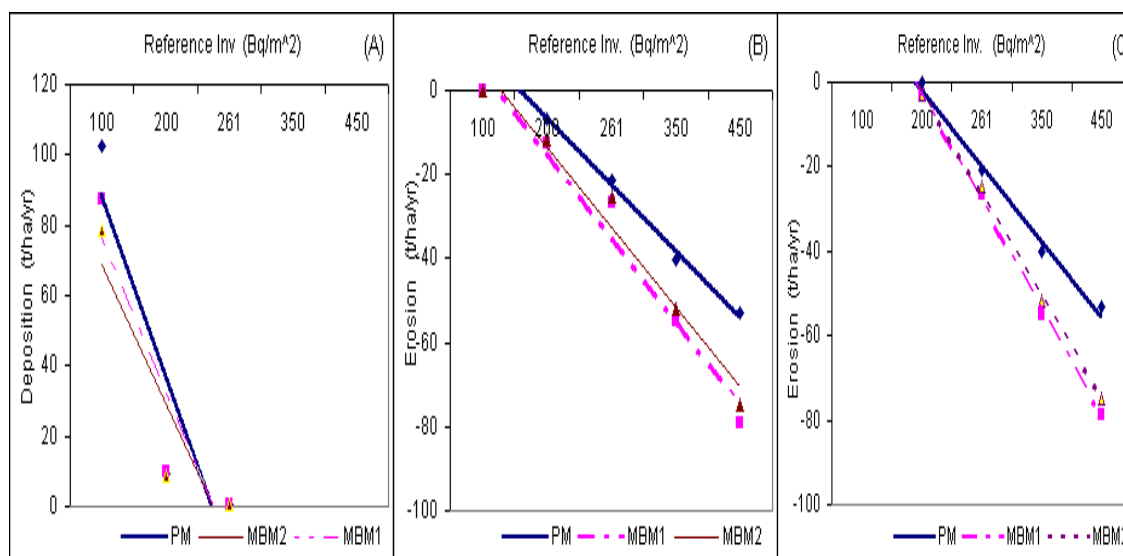 Reference Inv (Bq/m^2) (A)
120
100
80
60
40
20
0
100 200 261 350 450
Deposition (t/ha/yr)
PM MBM2 MBM1
Reference Inv. (Bq/m^2) (B)
0
-20
-40
-60
-80
-100
100 200 261 350 450
Erosion (t/ha/yr)
PM MBM1 MBM2
Reference Inv. (Bq/m^2) (C
0
-20
-40
-60
-80
-100
100 200 261 350 450
Erosion (t/ha/yr)
PM MBM1 MBM2